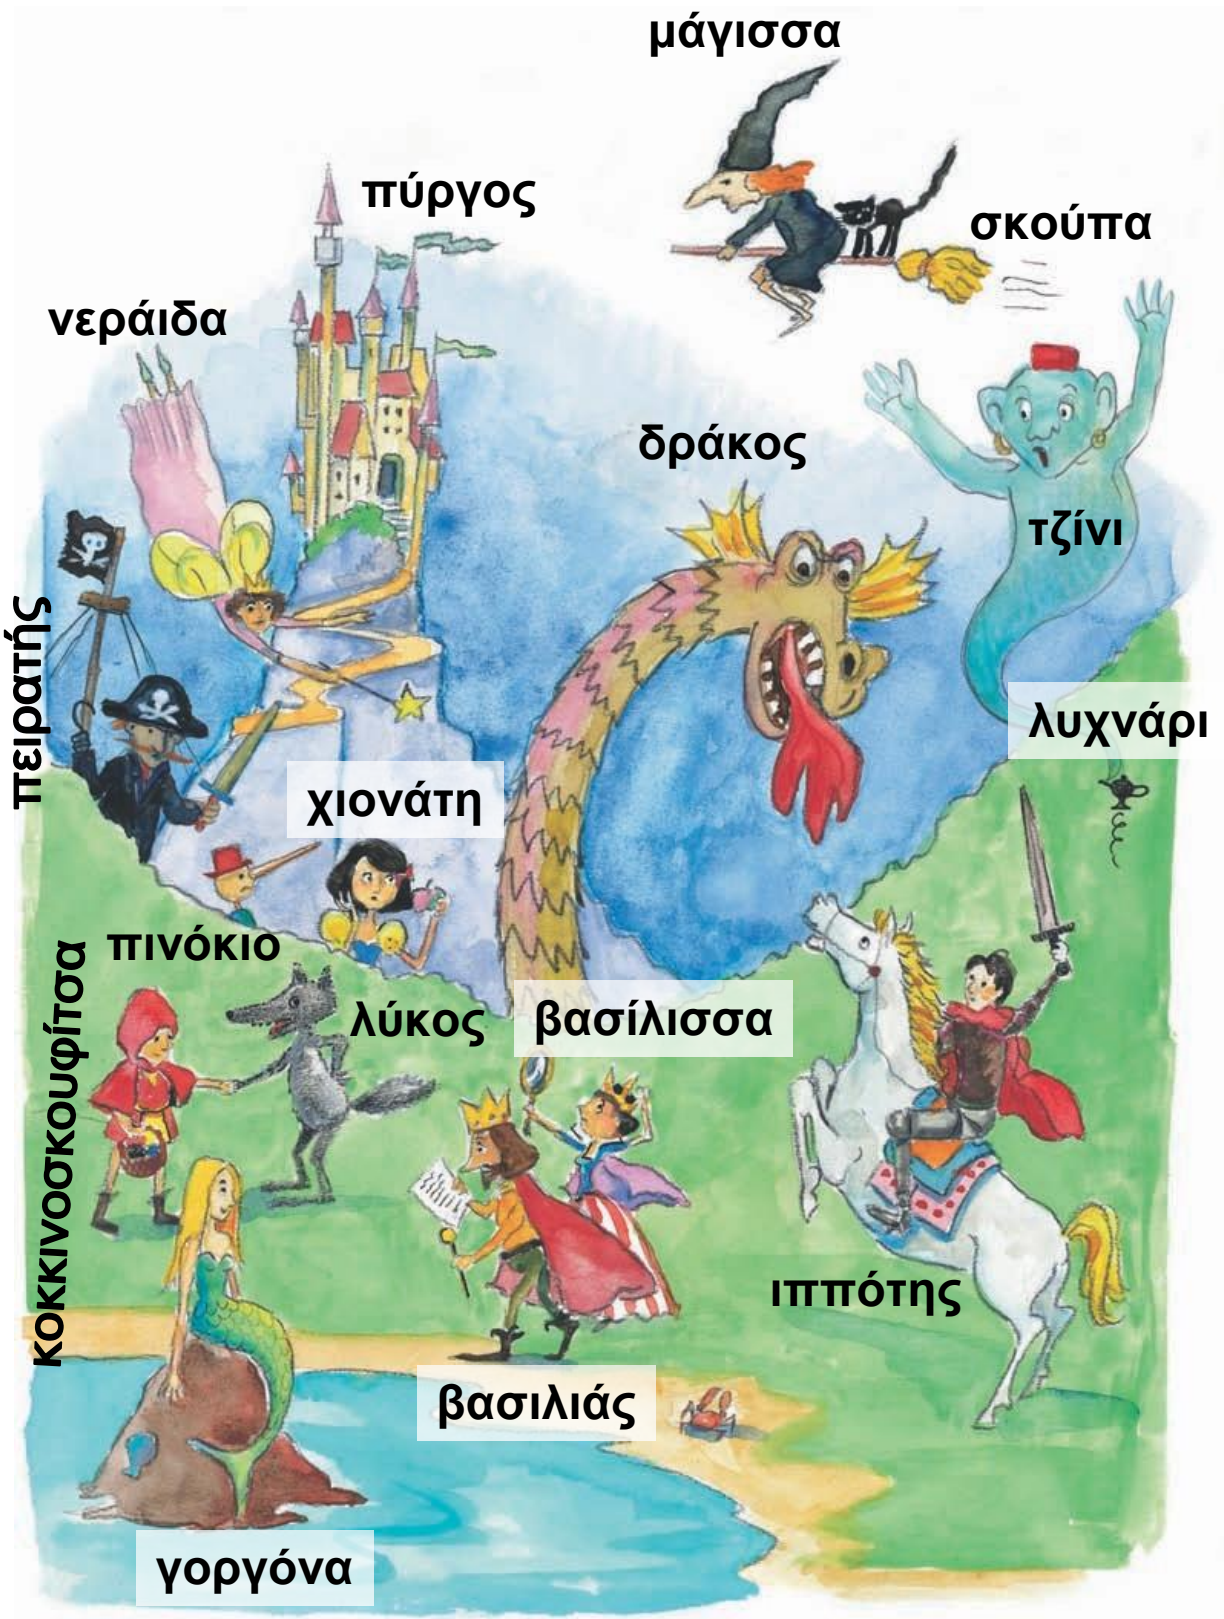 μάγισσα
πύργος
σκούπα
νεράιδα
δράκος
τζίνι
πειρατής
λυχνάρι
χιονάτη
πινόκιο
κοκκινοσκουφίτσα
λύκος
βασίλισσα
ιππότης
βασιλιάς
γοργόνα